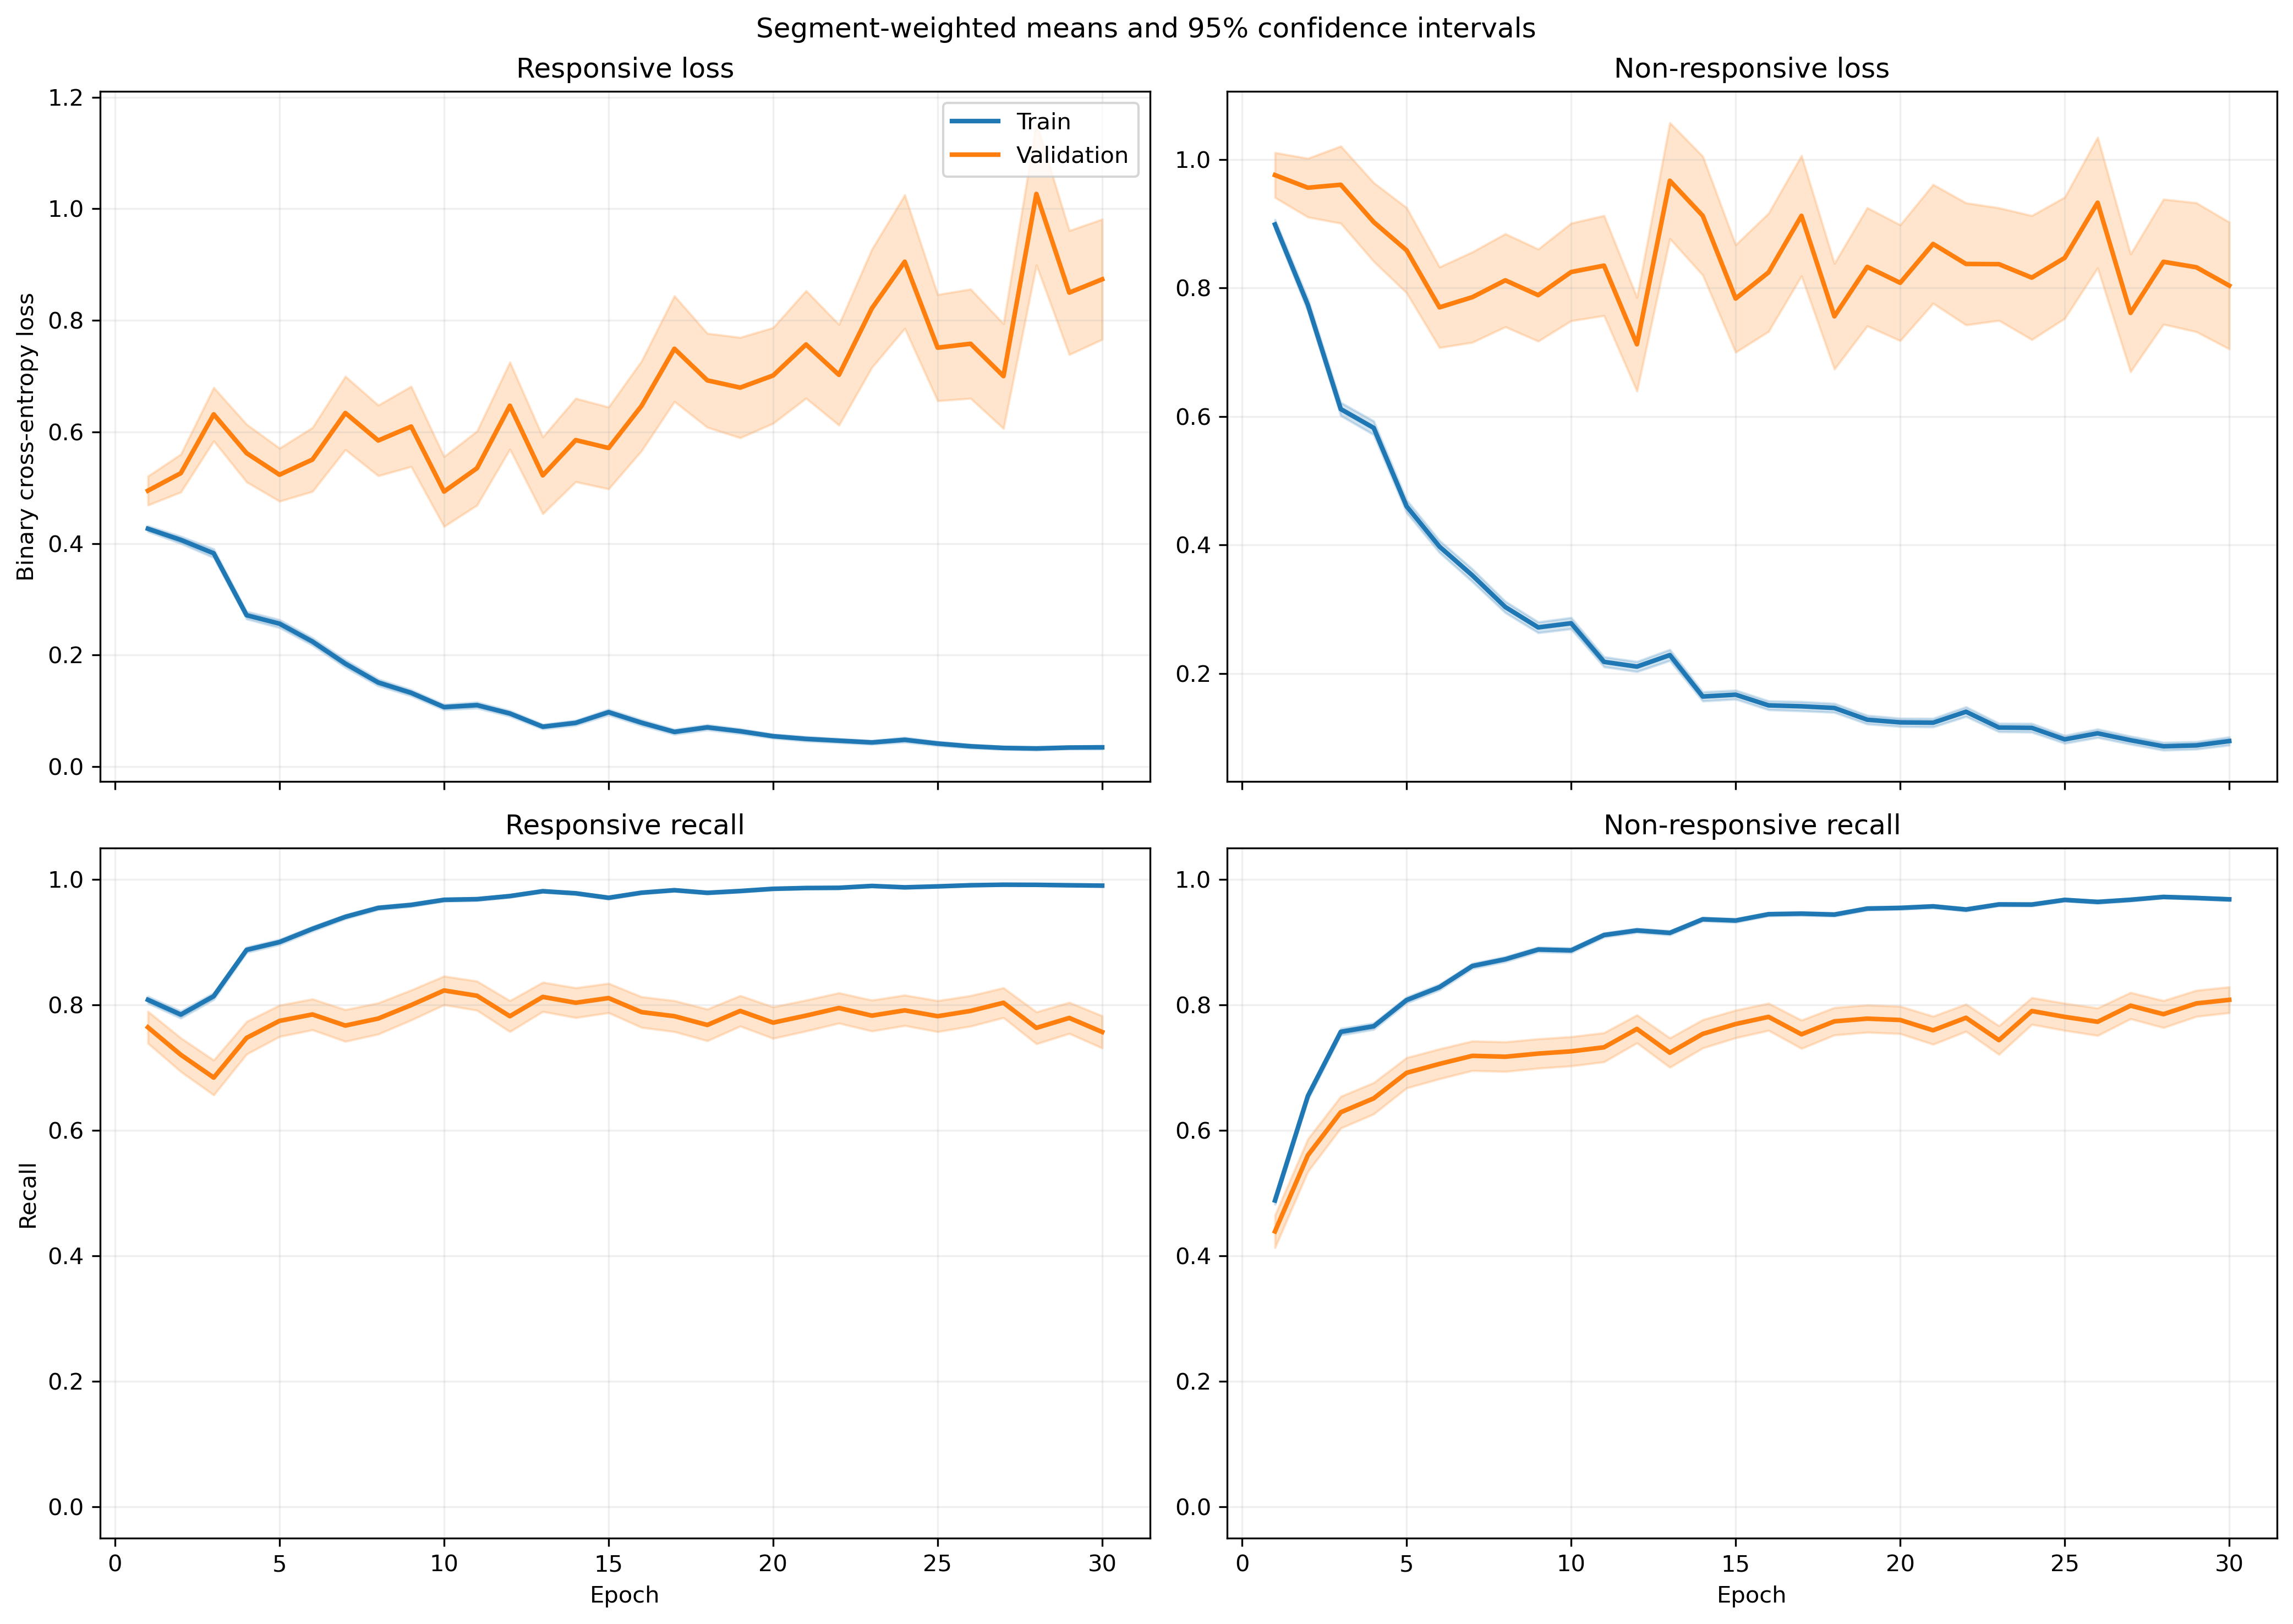 Segment-weighted means and 95% confidence intervals
Responsive loss
Non-responsive loss
Binary cross-entropy loss
1.2
1.0
0.8
0.6
0.4
0.2
0.0
Train
Validation
1.0
0.8
0.6
0.4
0.2
Responsive recall
Non-responsive recall
Recall
1.0
0.8
0.6
0.4
0.2
0.0
0 5 10 15 20 25 30
Epoch
1.0
0.8
0.6
0.4
0.2
0.0
0 5 10 15 20 25 30
Epoch